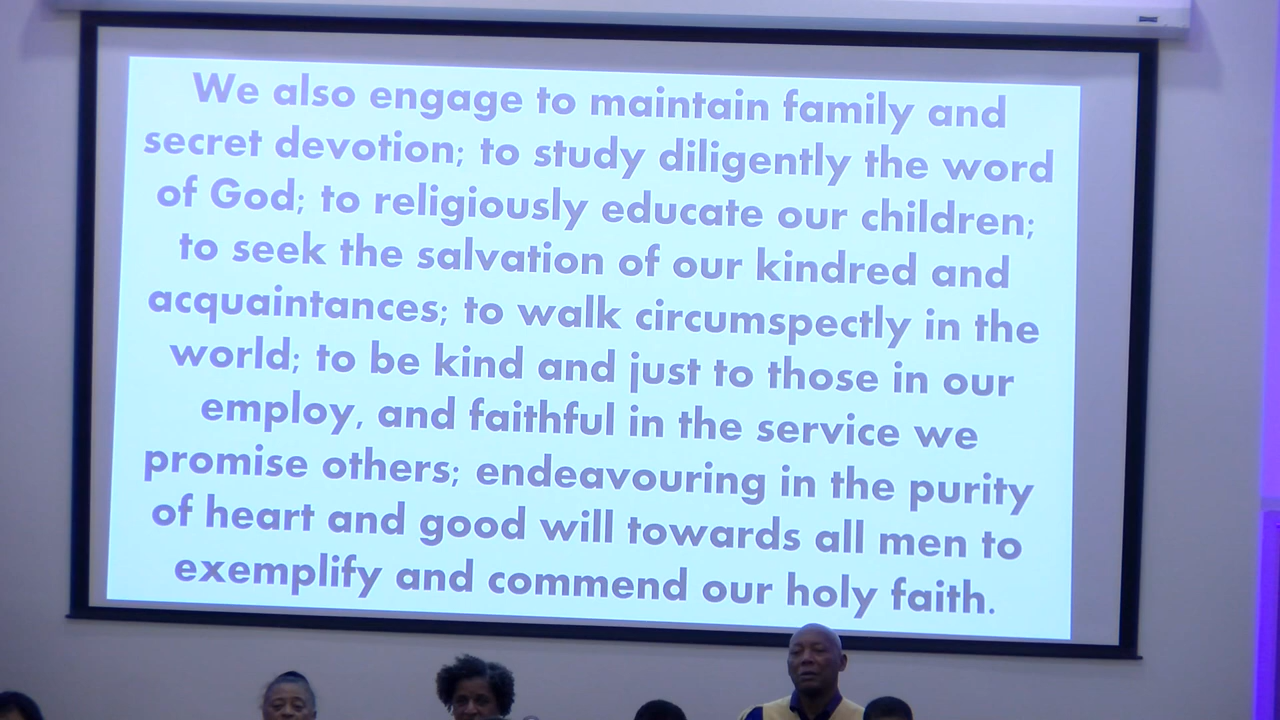 We also engage to maintain family and
secret devotion; to study diligently the word
of God; to religiously educate our children;
to seek the salvation of our kindred and
acquaintances; to walk circumspectly in the
world; to be kind and just to those in our
employ, and faithful in the service we
promise others; endeavouring in the purity
of heart and good will towards all men to
exemplify and commend our holy faith.